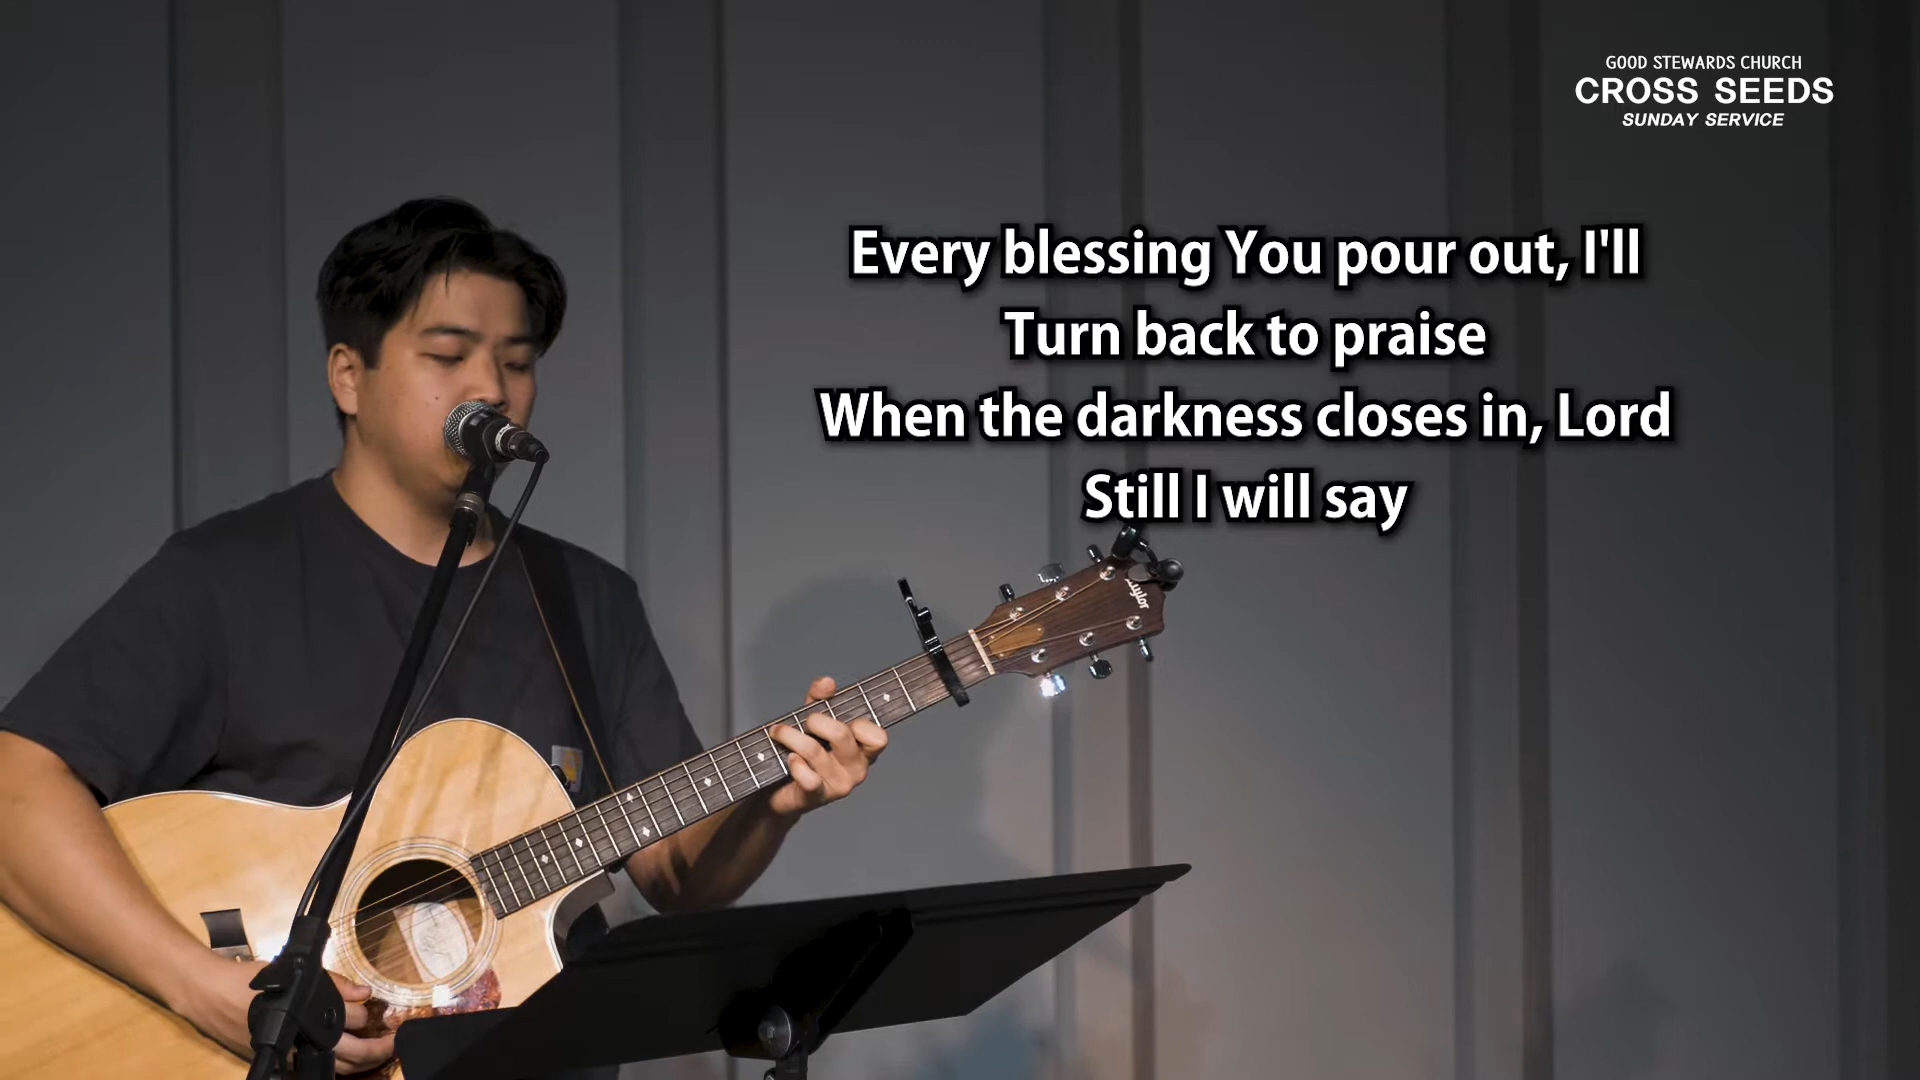 GOOD STEWARDS CHURCH
CROSS SEEDS
SUNDAY SERVICE
Every blessing You pour out, I'll
Turn back to praise
When the darkness closes in, Lord
Still I will say
Taylor